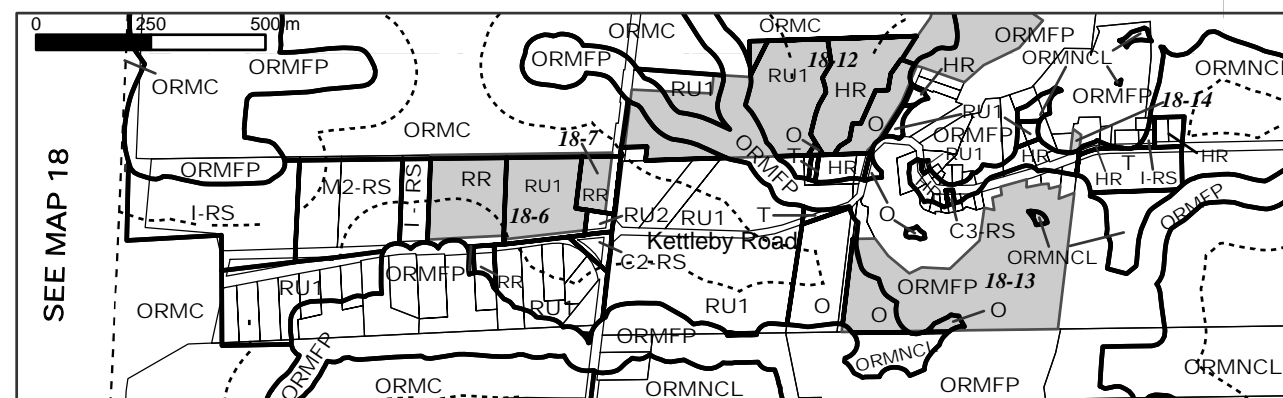 0 250 500 m
SEE MAP 18
ORMC
ORMFP
ORMFP
ORMC
ORMFP
ORMC
RU1
ORMC
18-12
RU1
HR
HR
ORMFP
ORMNCL
ORMNCL
ORMFP
18-14
RU1
ORMFP
RU1
18-7
ORMFP
O
O
T
HR
HR
HR
HR
T
I-RS
HR
ORMFP
I-RS
M2-RS
I-RS
RR
RU1
RR
18-6
RU2
RU1
T
O
C3-RS
Kettleby Road
C2-RS
ORMNCL
ORMC
RU1
ORMFP
RR
RU1
RU1
O
O
ORMFP
18-13
O
ORMFP
ORMFP
ORMC
ORMNCL
ORMNCL
ORMFP
ORMNCL